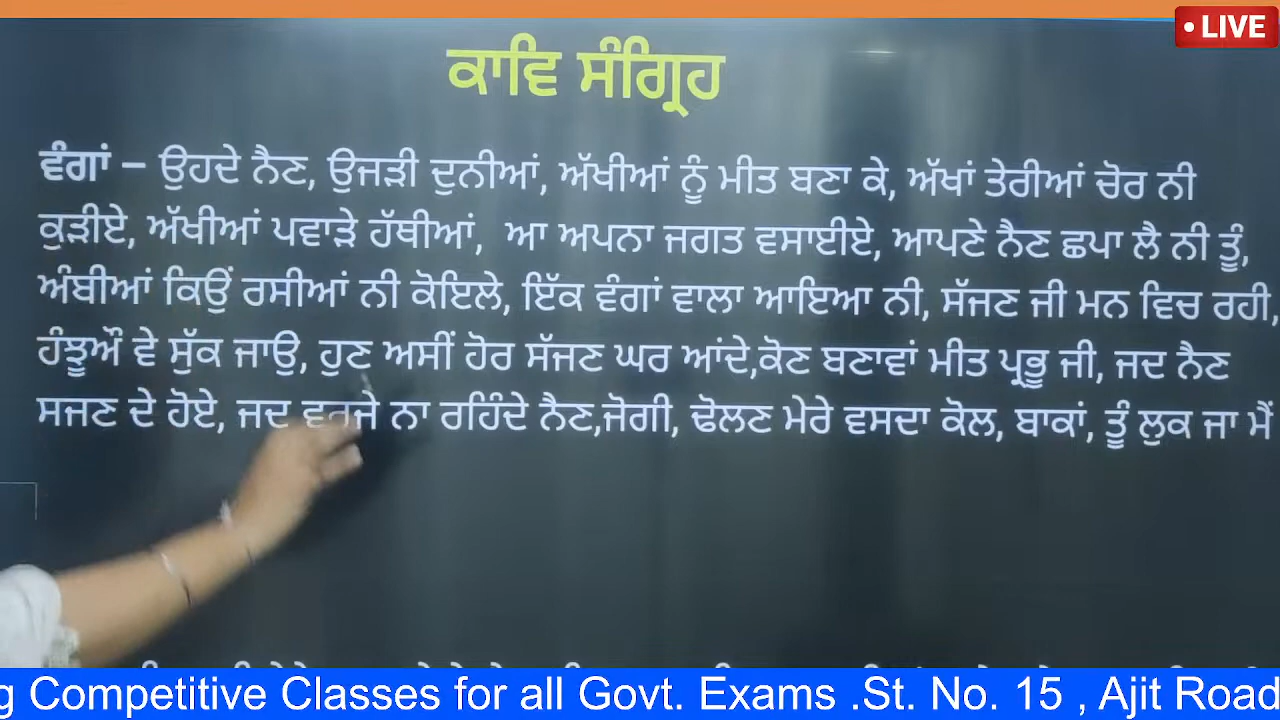 • LIVE
ਕਾਵਿ ਸੰਗ੍ਰਿਹ
ਵੰਗਾਂ – ਉਹਦੇ ਨੈਣ, ਉਜੜੀ ਦੁਨੀਆਂ, ਅੱਖੀਆਂ ਨੂੰ ਮੀਤ ਬਣਾ ਕੇ, ਅੱਖਾਂ ਤੇਰੀਆਂ ਚੋਰ ਨੀ
ਕੁੜੀਏ, ਅੱਖੀਆਂ ਪਵਾੜੇ ਹੱਥੀਆਂ, ਆ ਅਪਨਾ ਜਗਤ ਵਸਾਈਏ, ਆਪਣੇ ਨੈਣ ਛਪਾ ਲੈ ਨੀ ਤੂੰ,
ਅੰਬੀਆਂ ਕਿਉਂ ਰਸੀਆਂ ਨੀ ਕੋਇਲੇ, ਇੱਕ ਵੰਗਾਂ ਵਾਲਾ ਆਇਆ ਨੀ, ਸੱਜਣ ਜੀ ਮਨ ਵਿਚ ਰਹੀ,
ਹੰਝੂਔ ਵੇ ਸੁੱਕ ਜਾਉ, ਹੁਣ ਅਸੀਂ ਹੋਰ ਸੱਜਣ ਘਰ ਆਂਦੇ,ਕੋਣ ਬਣਾਵਾਂ ਮੀਤ ਪ੍ਰਭੂ ਜੀ, ਜਦ ਨੈਣ
ਸਜਣ ਦੇ ਹੋਏ, ਜਦ ਵਰਜੇ ਨਾ ਰਹਿੰਦੇ ਨੈਣ,ਜੋਗੀ, ਢੋਲਣ ਮੇਰੇ ਵਸਦਾ ਕੋਲ, ਬਾਕਾਂ, ਤੂੰ ਲੁਕ ਜਾ ਮੈਂ
g Competitive Classes for all Govt. Exams .St. No. 15 , Ajit Road